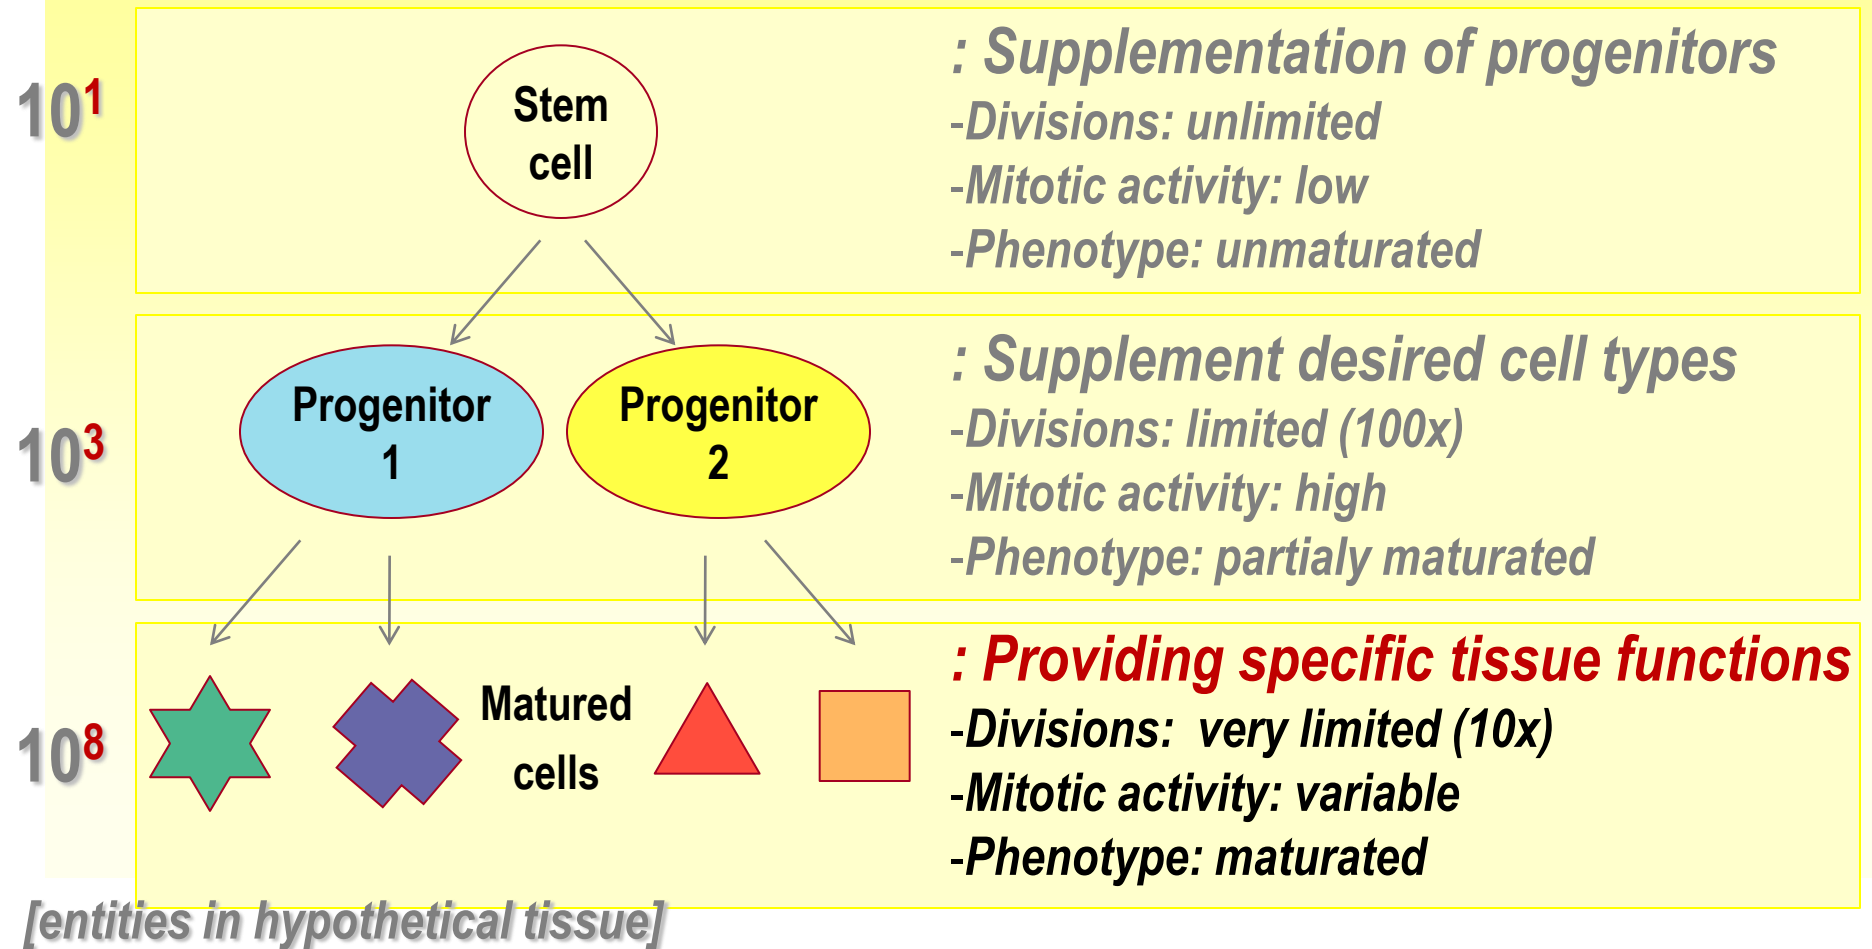 10¹
Stem
cell
: Supplementation of progenitors
-Divisions: unlimited
-Mitotic activity: low
-Phenotype: unmaturated
10³
Progenitor
1
Progenitor
2
: Supplement desired cell types
-Divisions: limited (100x)
-Mitotic activity: high
-Phenotype: partialy maturated
10⁸
Matured
cells
: Providing specific tissue functions
-Divisions:  very limited (10x)
-Mitotic activity: variable
-Phenotype: maturated
[entities in hypothetical tissue]